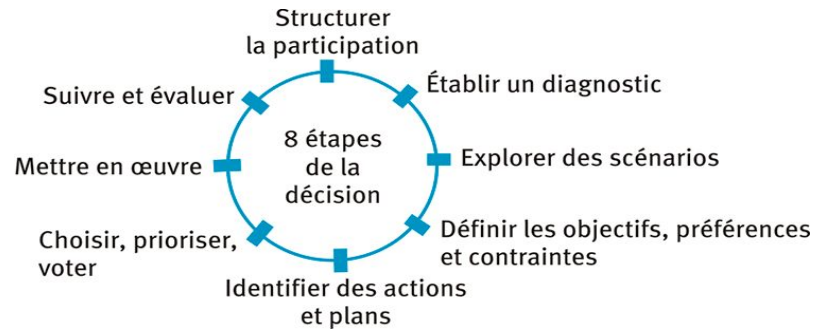 Structurer
la participation
Établir un diagnostic
Explorer des scénarios
Définir les objectifs, préférences
et contraintes
Identifier des actions
et plans
Choisir, prioriser,
voter
Mettre en œuvre
Suivre et évaluer
8 étapes
de la
décision